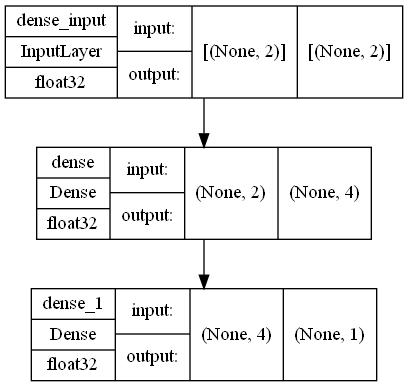 dense_input
InputLayer
float32
input:
output:
[(None, 2)]
[(None, 2)]
dense
Dense
float32
input:
output:
(None, 2)
(None, 4)
dense_1
Dense
float32
input:
output:
(None, 4)
(None, 1)